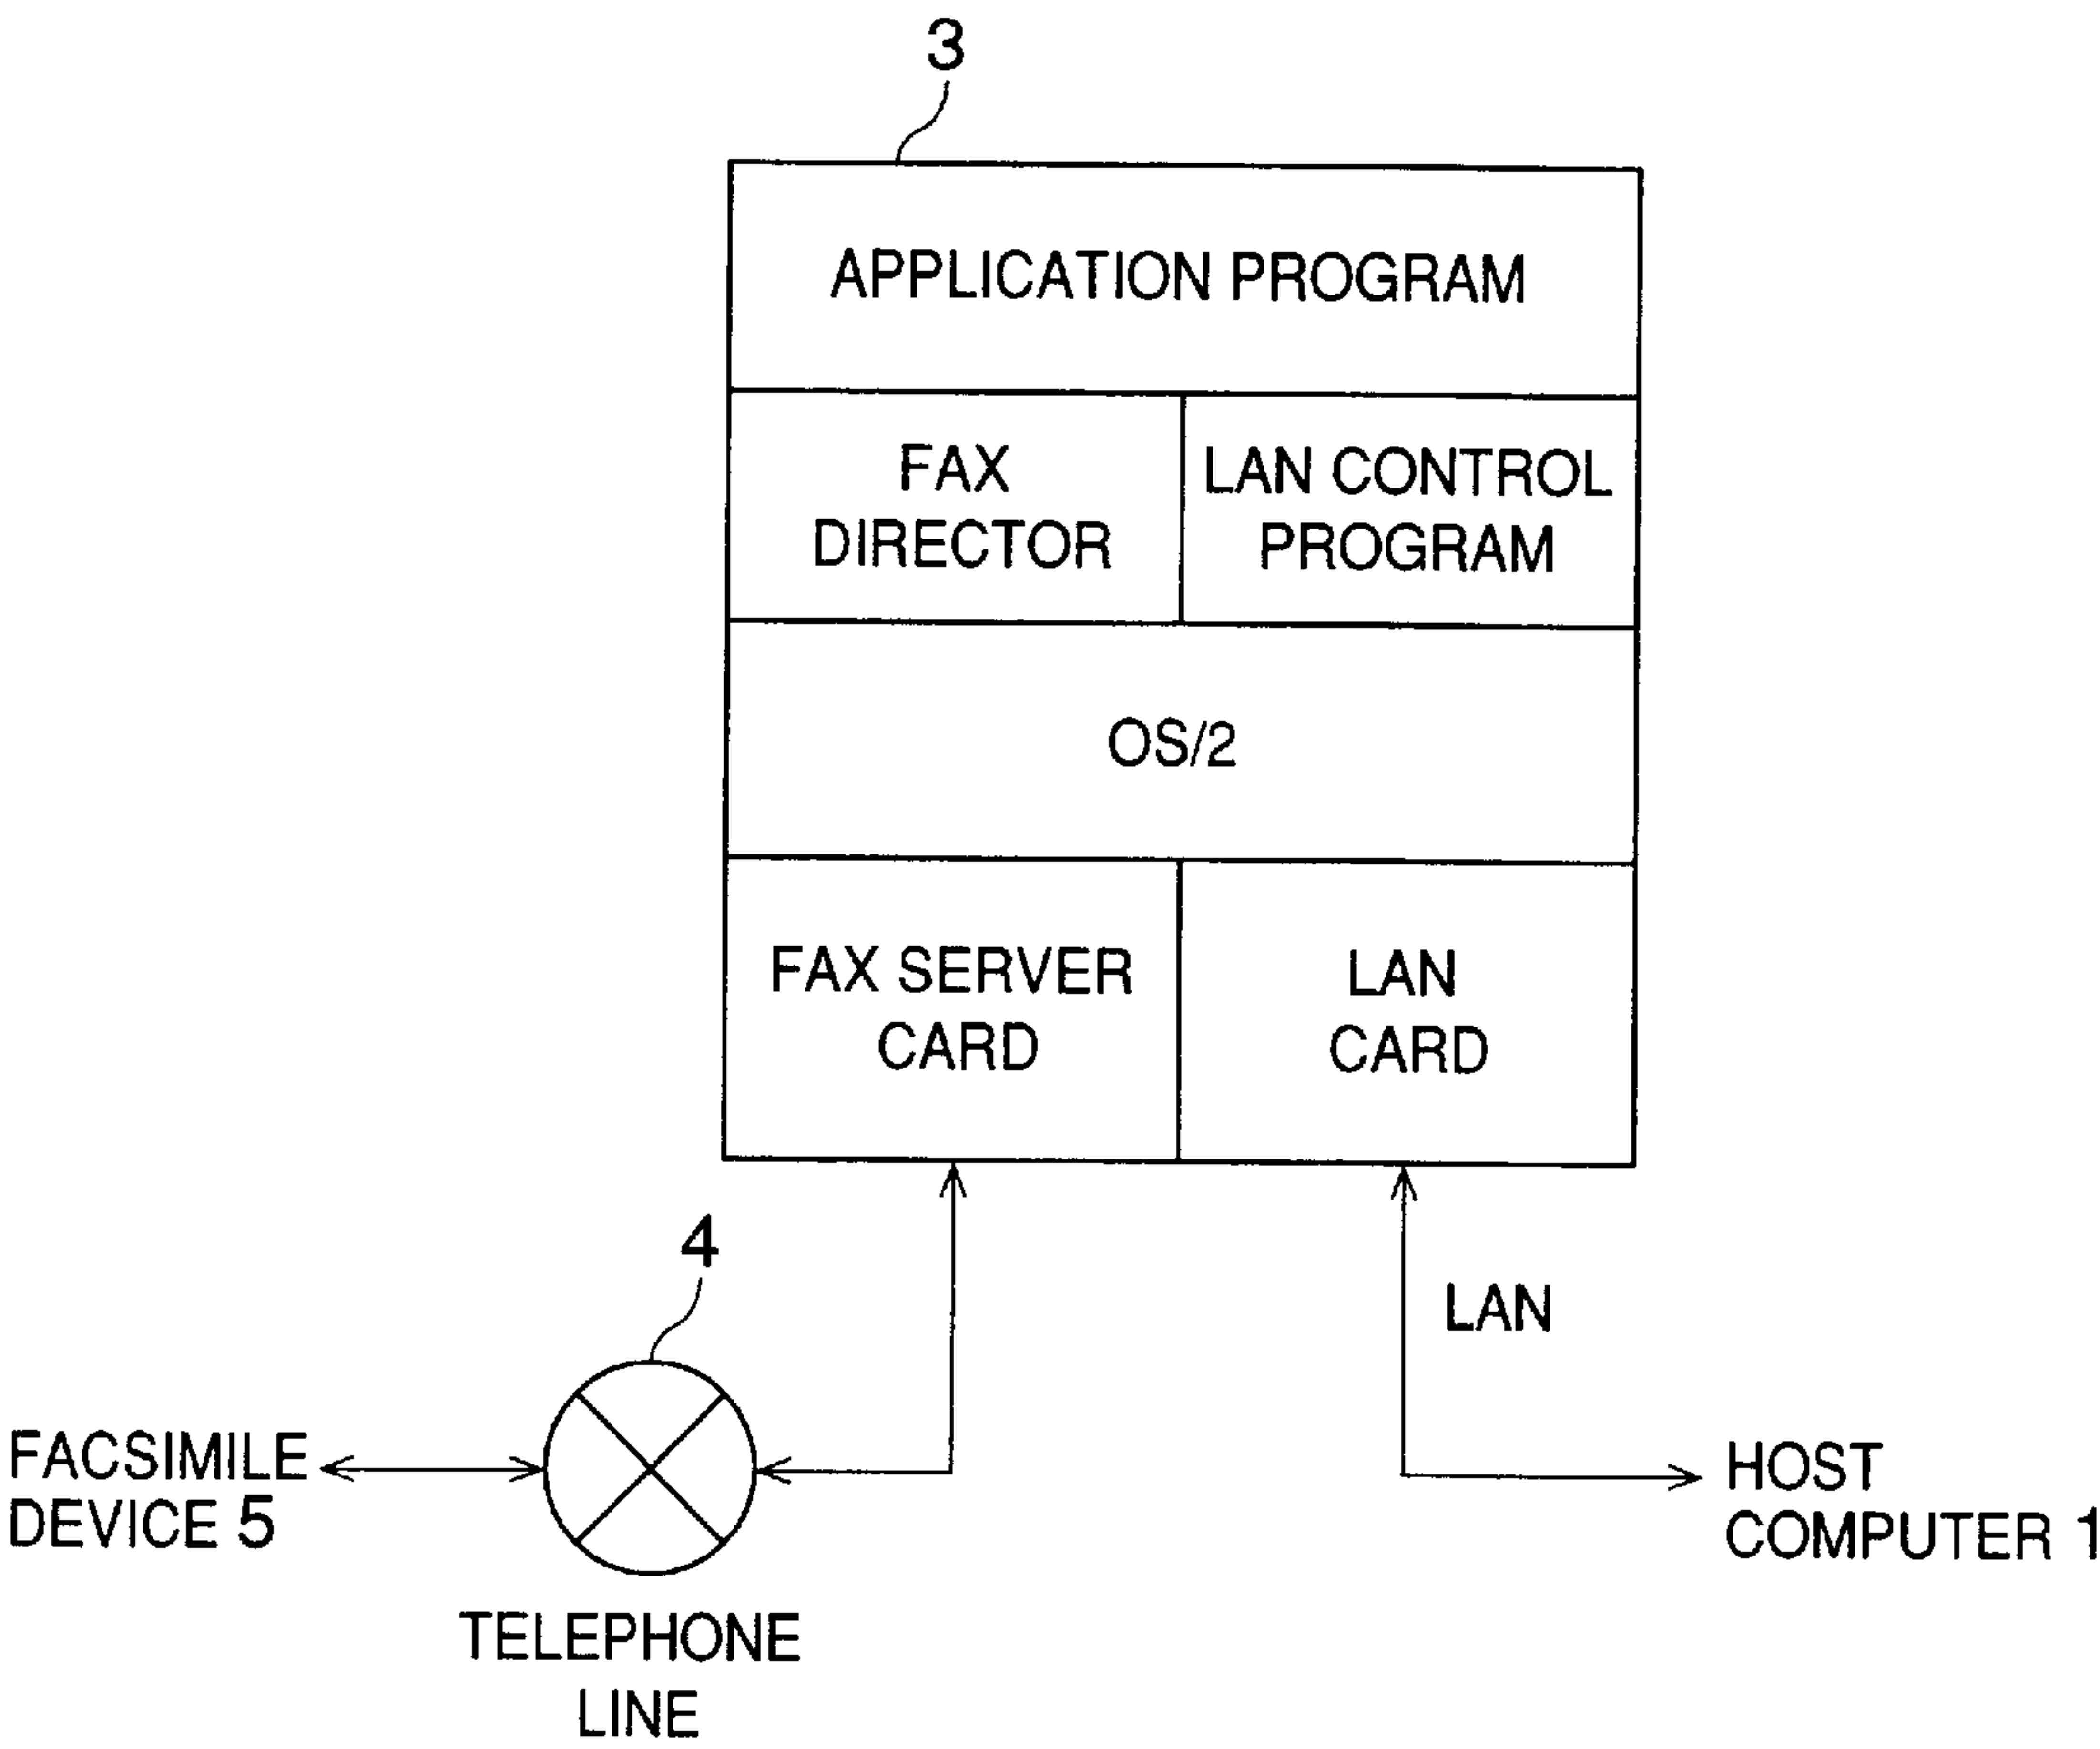 3
APPLICATION PROGRAM
FAX
DIRECTOR
LAN CONTROL
PROGRAM
OS/2
FAX SERVER
CARD
LAN
CARD
4
LAN
FACSIMILE
DEVICE 5
HOST
COMPUTER 1
TELEPHONE
LINE